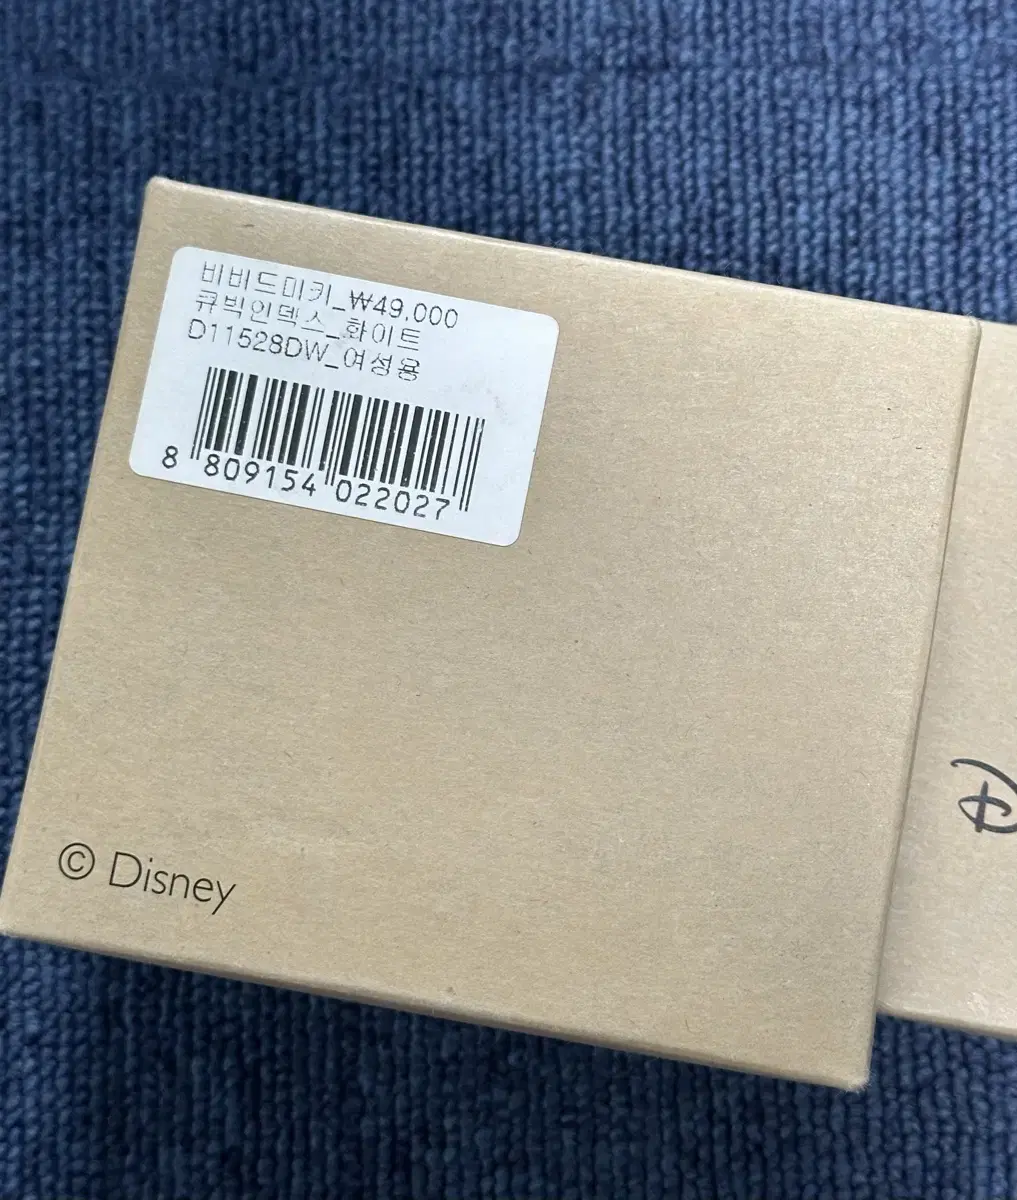 비비드미키_₩49,000
큐빅인덱스_화이트
D11528DW_여성용
8 809154 022027
© Disney
D